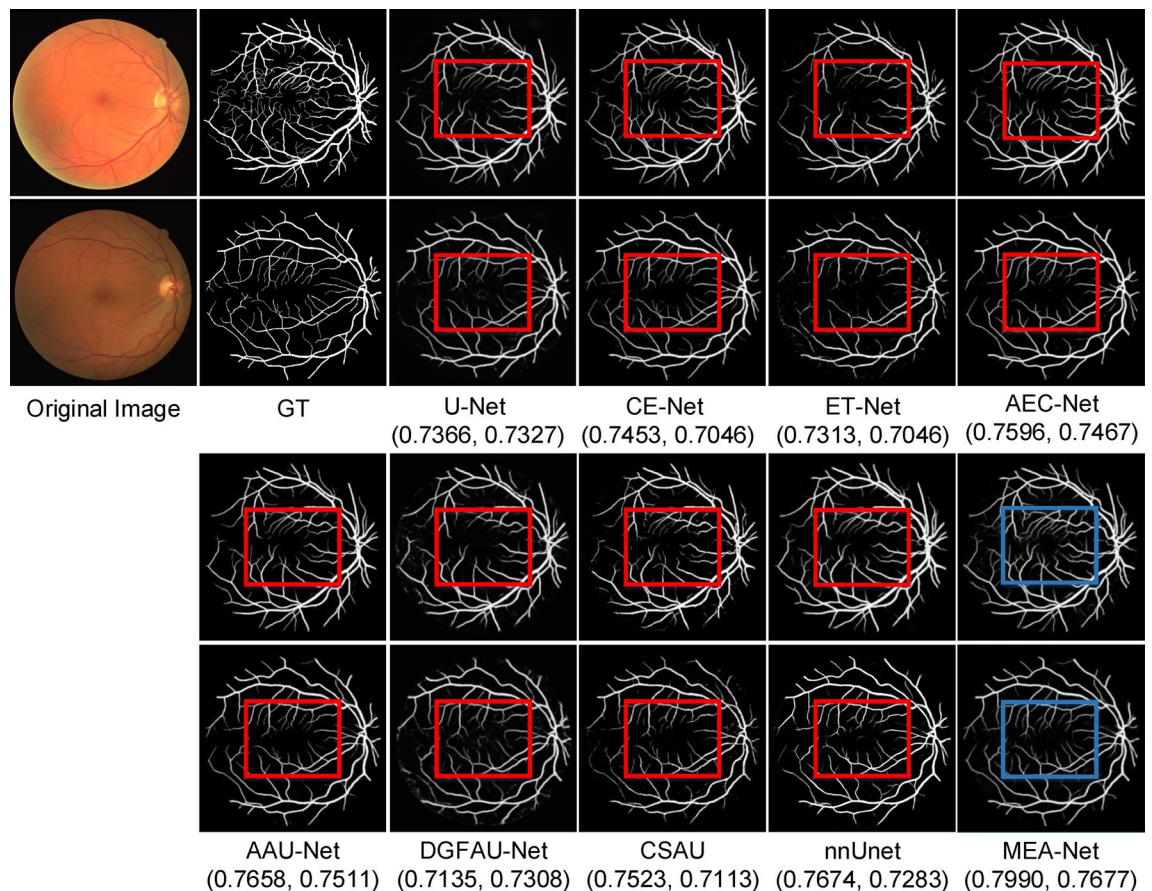 Original Image
GT
U-Net
(0.7366, 0.7327)
CE-Net
(0.7453, 0.7046)
ET-Net
(0.7313, 0.7046)
AEC-Net
(0.7596, 0.7467)
AAU-Net
(0.7658, 0.7511)
DGFAU-Net
(0.7135, 0.7308)
CSAU
(0.7523, 0.7113)
nnUnet
(0.7674, 0.7283)
MEA-Net
(0.7990, 0.7677)